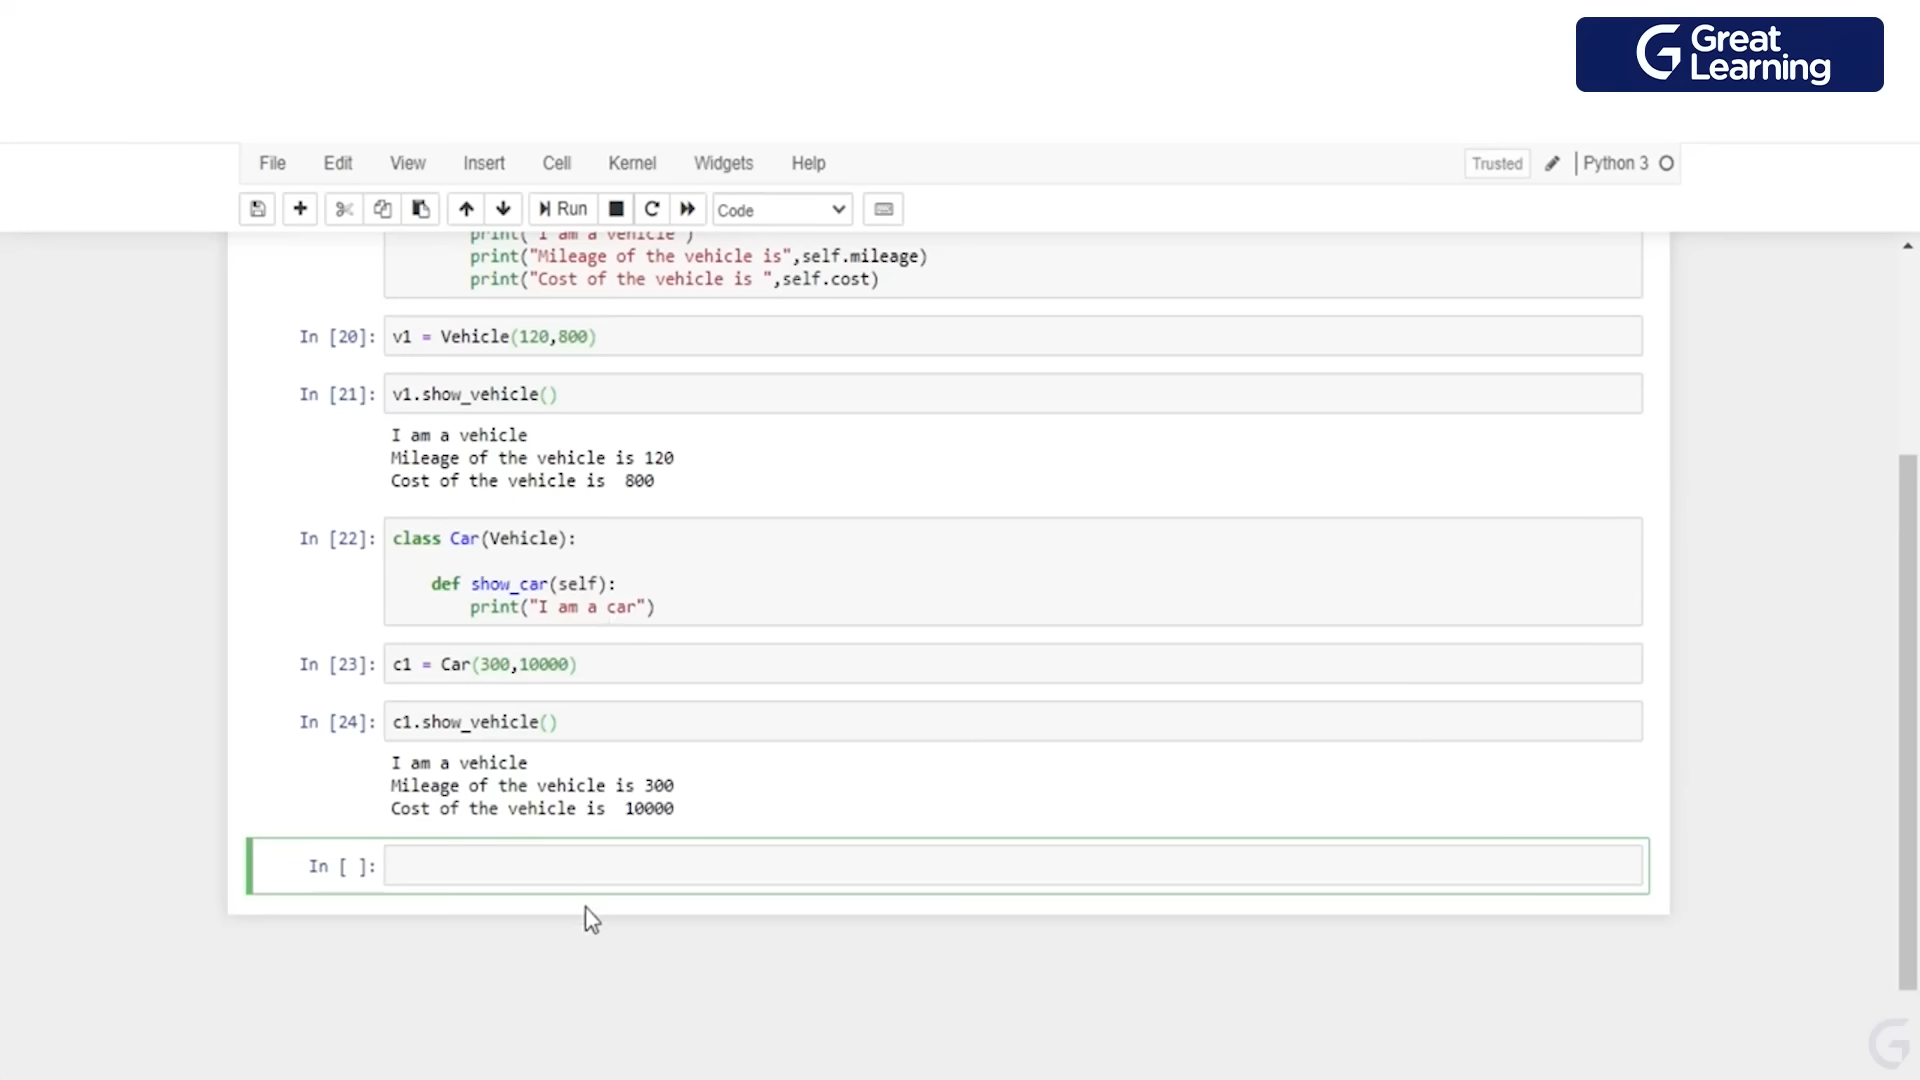 Great
Learning
File Edit View Insert Cell Kernel Widgets Help
Trusted Python 3
Run Code
print("I am a vehicle")
print("Mileage of the vehicle is",self.mileage)
print("Cost of the vehicle is ",self.cost)
In [20]: v1 = Vehicle(120,800)
In [21]: v1.show_vehicle()
I am a vehicle
Mileage of the vehicle is 120
Cost of the vehicle is  800
In [22]: class Car(Vehicle):
def show_car(self):
print("I am a car")
In [23]: c1 = Car(300,10000)
In [24]: c1.show_vehicle()
I am a vehicle
Mileage of the vehicle is 300
Cost of the vehicle is  10000
In [ ]: